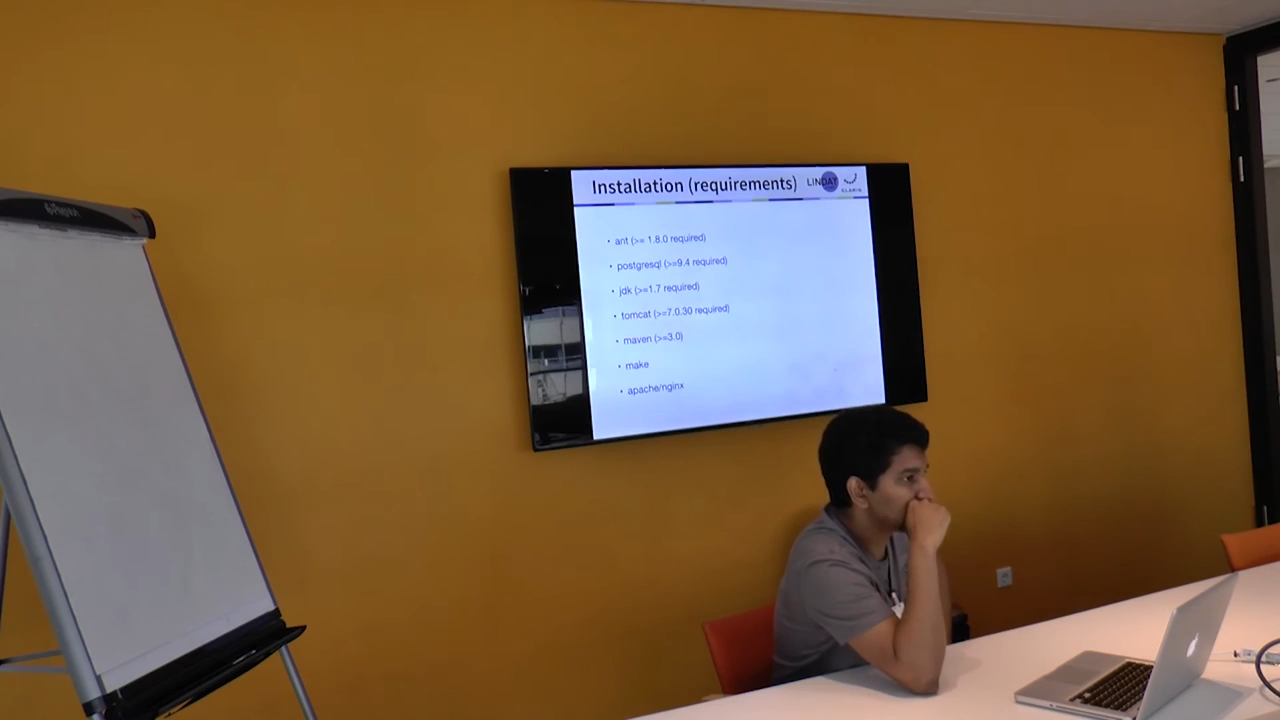 Installation (requirements)
LINDAT
CLARIN
• ant (>= 1.8.0 required)
• postgresql (>=9.4 required)
• jdk (>=1.7 required)
• tomcat (>=7.0.30 required)
• maven (>=3.0)
• make
• apache/nginx